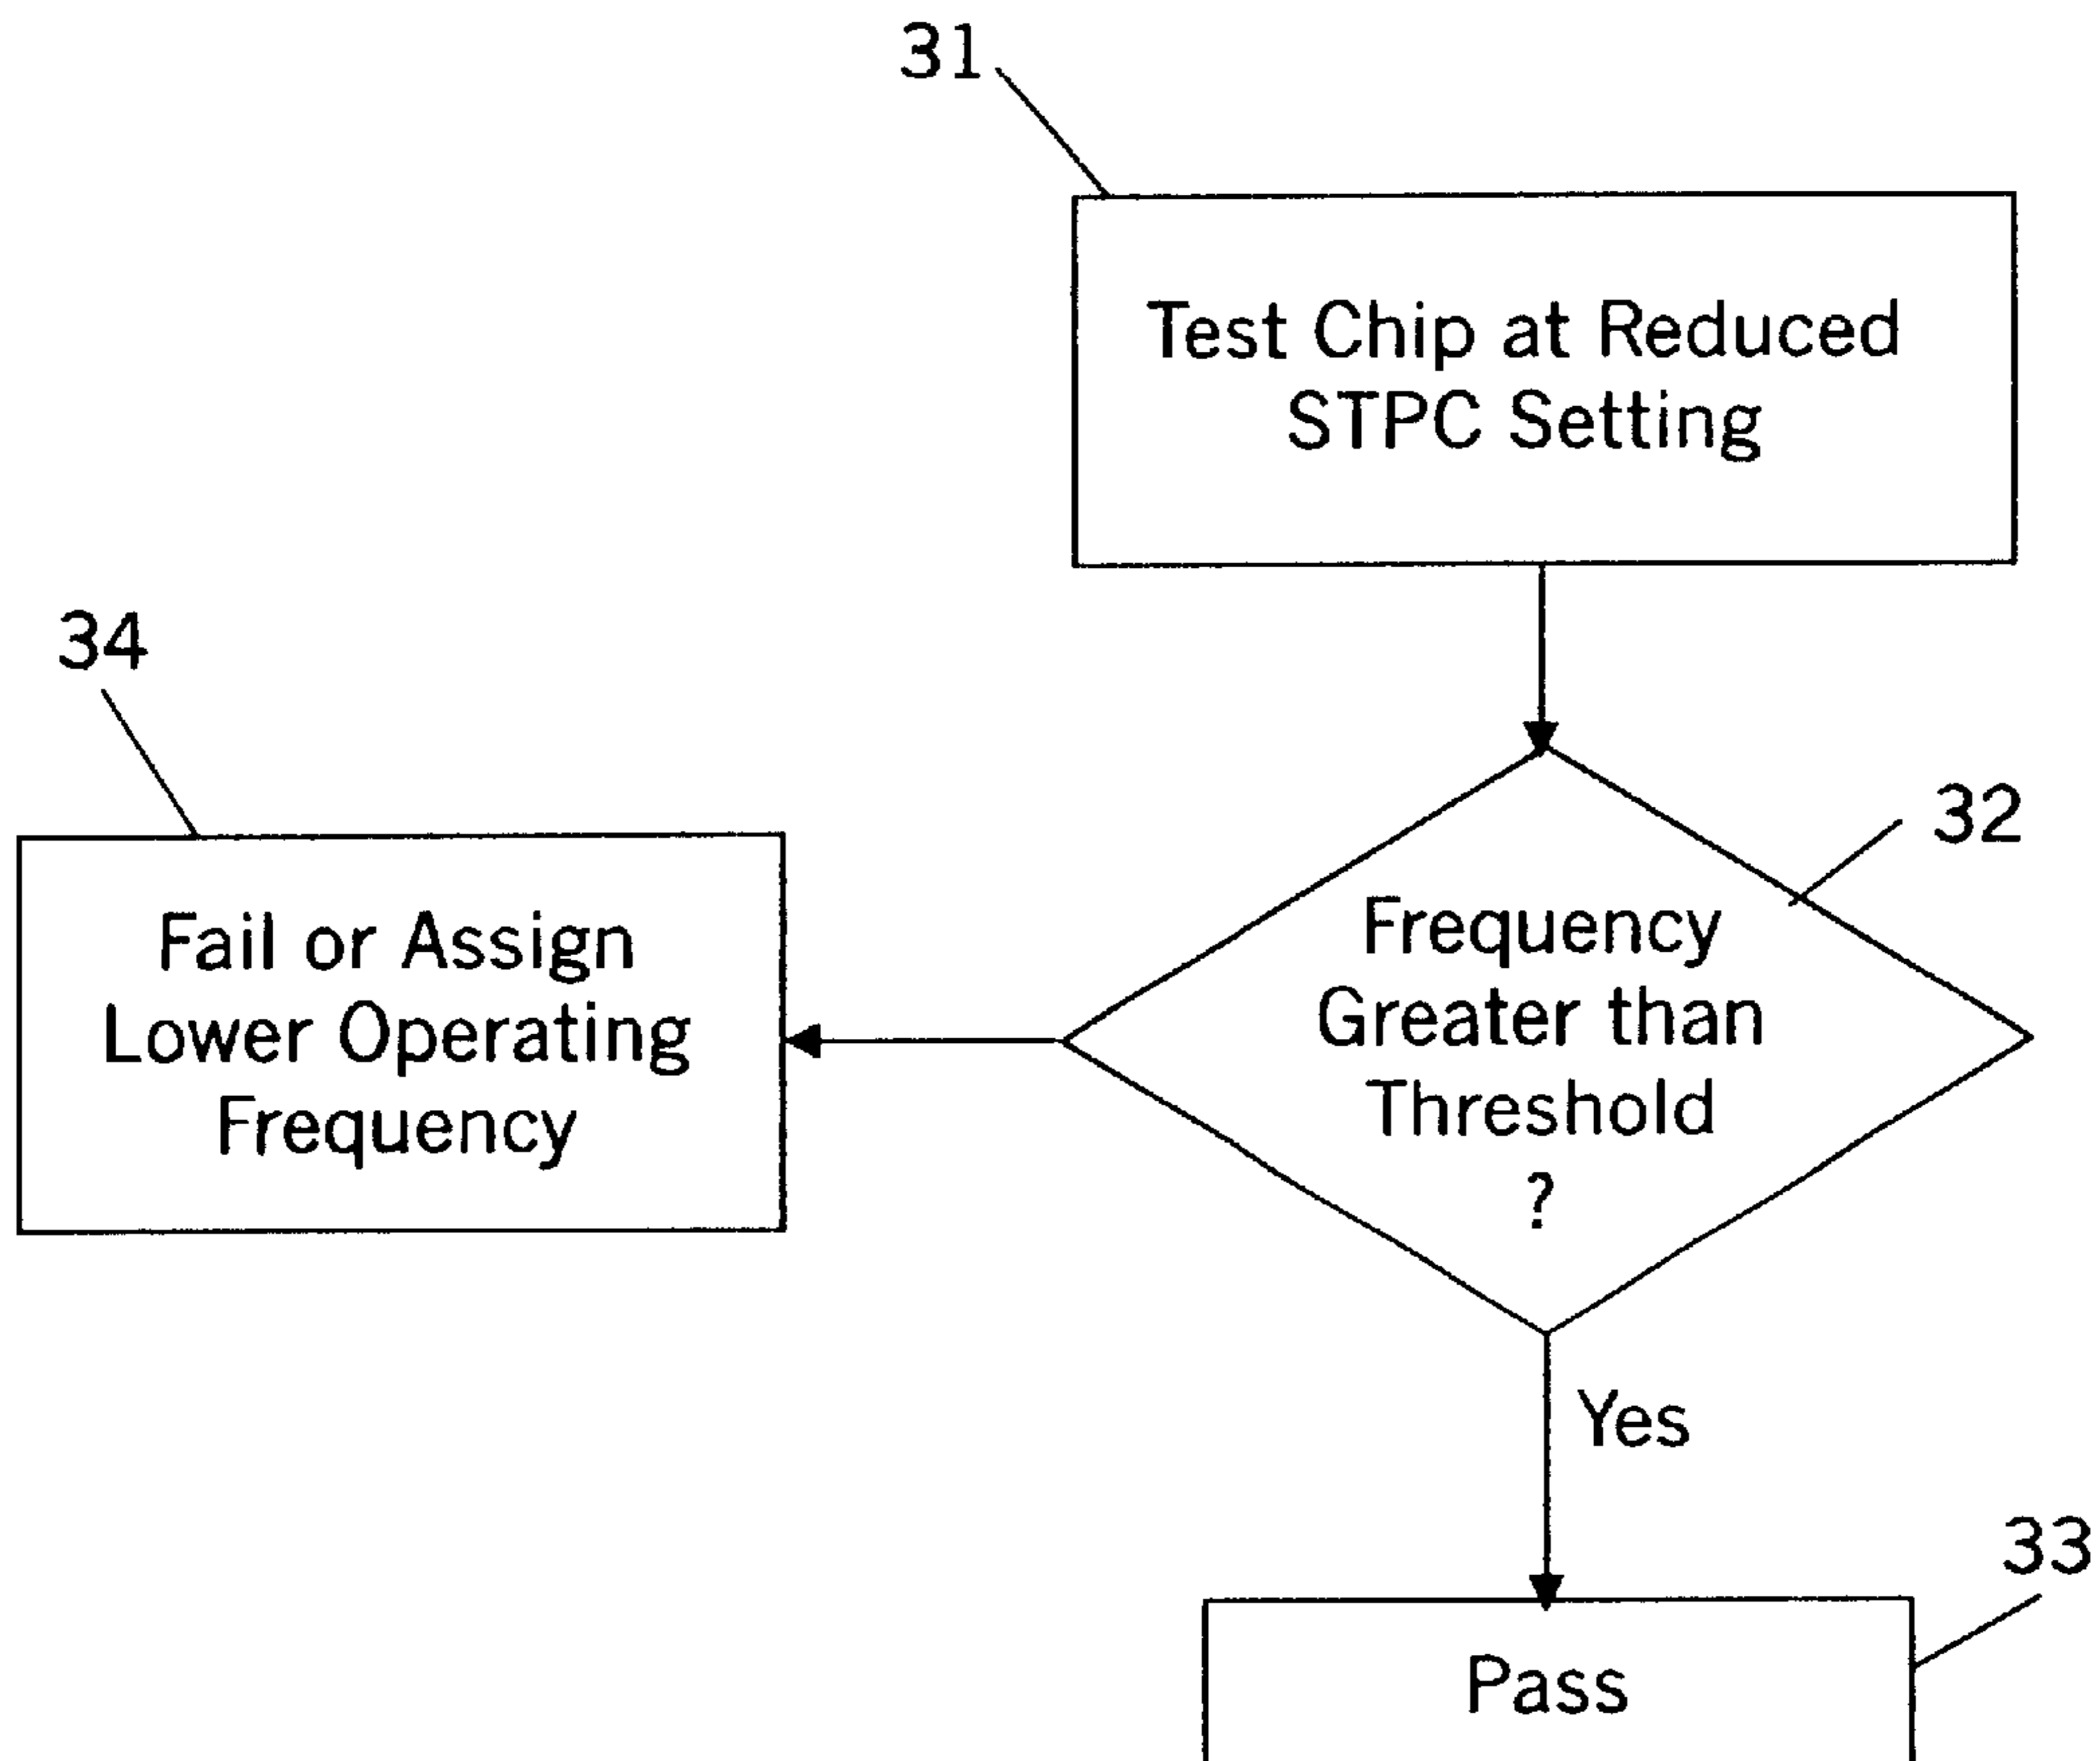 31
Test Chip at Reduced
STPC Setting
34
32
Fail or Assign
Lower Operating
Frequency
Frequency
Greater than
Threshold
?
Yes
33
Pass